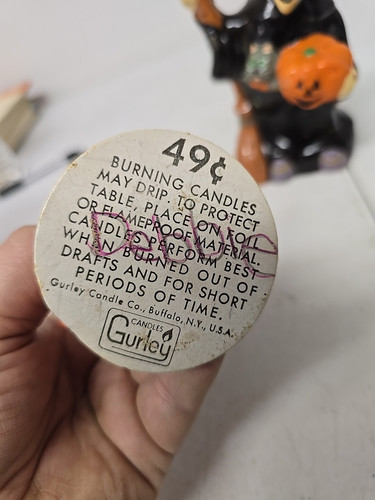 49¢
BURNING CANDLES
MAY DRIP. TO PROTECT
TABLE, PLACE ON FOIL
OR FLAMEPROOF MATERIAL.
Debbie
CANDLES PERFORM BEST
WHEN BURNED OUT OF
DRAFTS AND FOR SHORT
PERIODS OF TIME.
Gurley Candle Co., Buffalo, N.Y., U.S.A.
CANDLES
Gurley